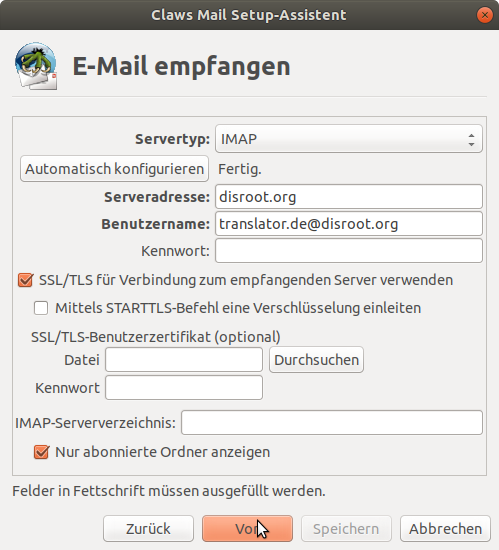 Claws Mail Setup-Assistent
E-Mail empfangen
Servertyp: IMAP
Automatisch konfigurieren Fertig.
Serveradresse: disroot.org
Benutzername: translator.de@disroot.org
Kennwort:
SSL/TLS für Verbindung zum empfangenden Server verwenden
Mittels STARTTLS-Befehl eine Verschlüsselung einleiten
SSL/TLS-Benutzerzertifikat (optional)
Datei Durchsuchen
Kennwort
IMAP-Serververzeichnis:
Nur abonnierte Ordner anzeigen
Felder in Fettschrift müssen ausgefüllt werden.
Zurück Vor Speichern Abbrechen